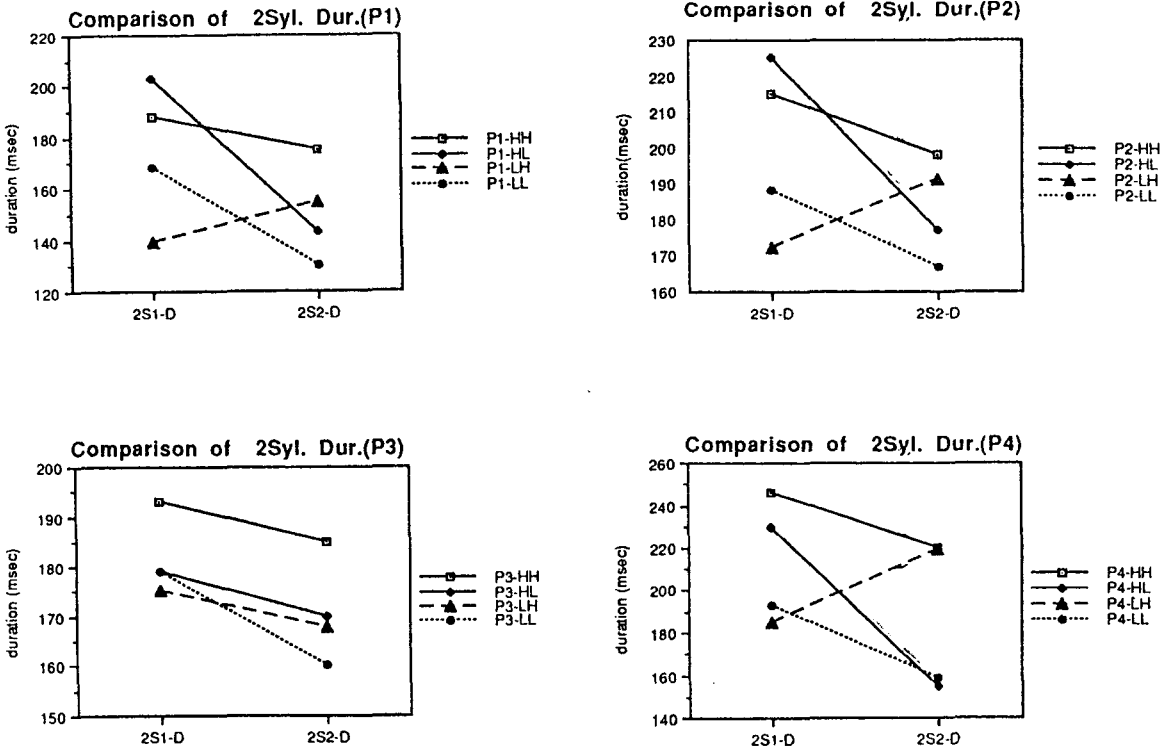 Comparison of 2Syl. Dur.(P1)
220
200
180
160
140
120
duration (msec)
2S1-D
2S2-D
P1-HH
P1-HL
P1-LH
P1-LL
Comparison of 2Syl. Dur.(P2)
230
220
210
200
190
180
170
160
duration(msec)
2S1-D
2S2-D
P2-HH
P2-HL
P2-LH
P2-LL
Comparison of 2Syl. Dur.(P3)
200
190
180
170
160
150
duration (msec)
2S1-D
2S2-D
P3-HH
P3-HL
P3-LH
P3-LL
Comparison of 2Syl. Dur.(P4)
260
240
220
200
180
160
140
duration (msec)
2S1-D
2S2-D
P4-HH
P4-HL
P4-LH
P4-LL